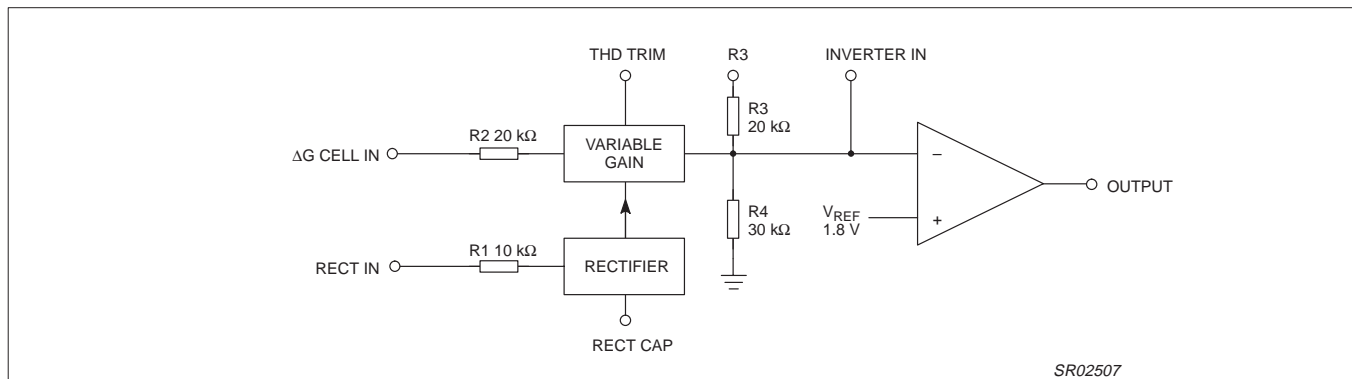 THD TRIM
R3
INVERTER IN
R3
20 kΩ
R2 20 kΩ
ΔG CELL IN
VARIABLE
GAIN
−
OUTPUT
R4
30 kΩ
VREF
1.8 V
+
R1 10 kΩ
RECT IN
RECTIFIER
RECT CAP
SR02507